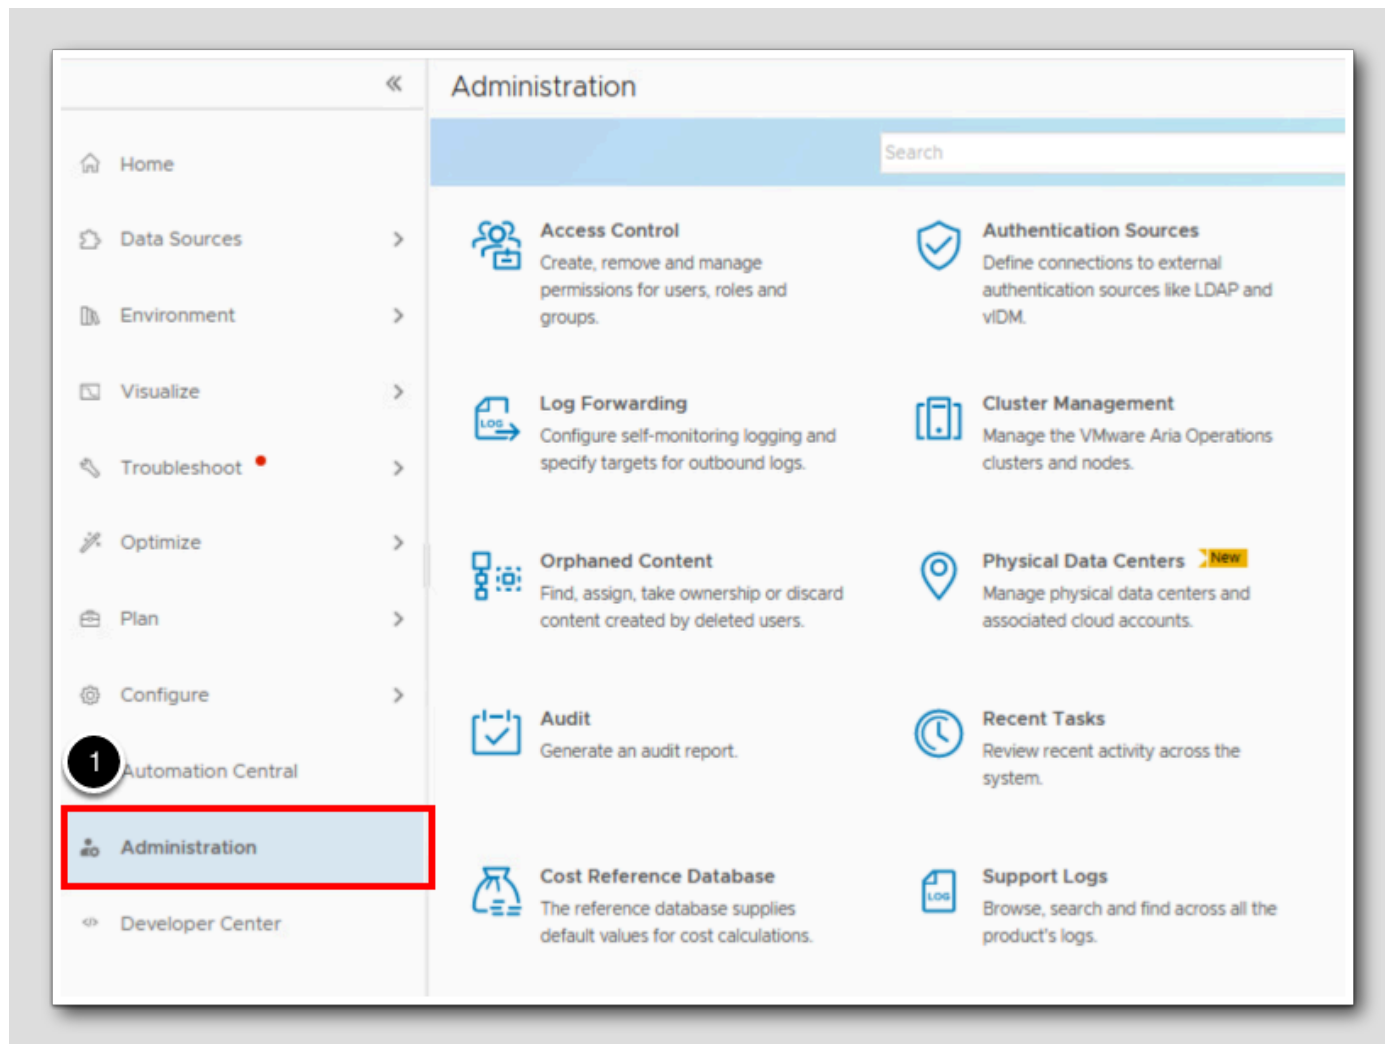 «
Administration
Search
Home
Data Sources
Environment
Visualize
Troubleshoot
Optimize
Plan
Configure
1
Automation Central
Administration
Developer Center
Access Control
Create, remove and manage
permissions for users, roles and
groups.
Authentication Sources
Define connections to external
authentication sources like LDAP and
vIDM.
LOG
Log Forwarding
Configure self-monitoring logging and
specify targets for outbound logs.
Cluster Management
Manage the VMware Aria Operations
clusters and nodes.
Orphaned Content
Find, assign, take ownership or discard
content created by deleted users.
Physical Data Centers New
Manage physical data centers and
associated cloud accounts.
Audit
Generate an audit report.
Recent Tasks
Review recent activity across the
system.
Cost Reference Database
The reference database supplies
default values for cost calculations.
LOG
Support Logs
Browse, search and find across all the
product's logs.